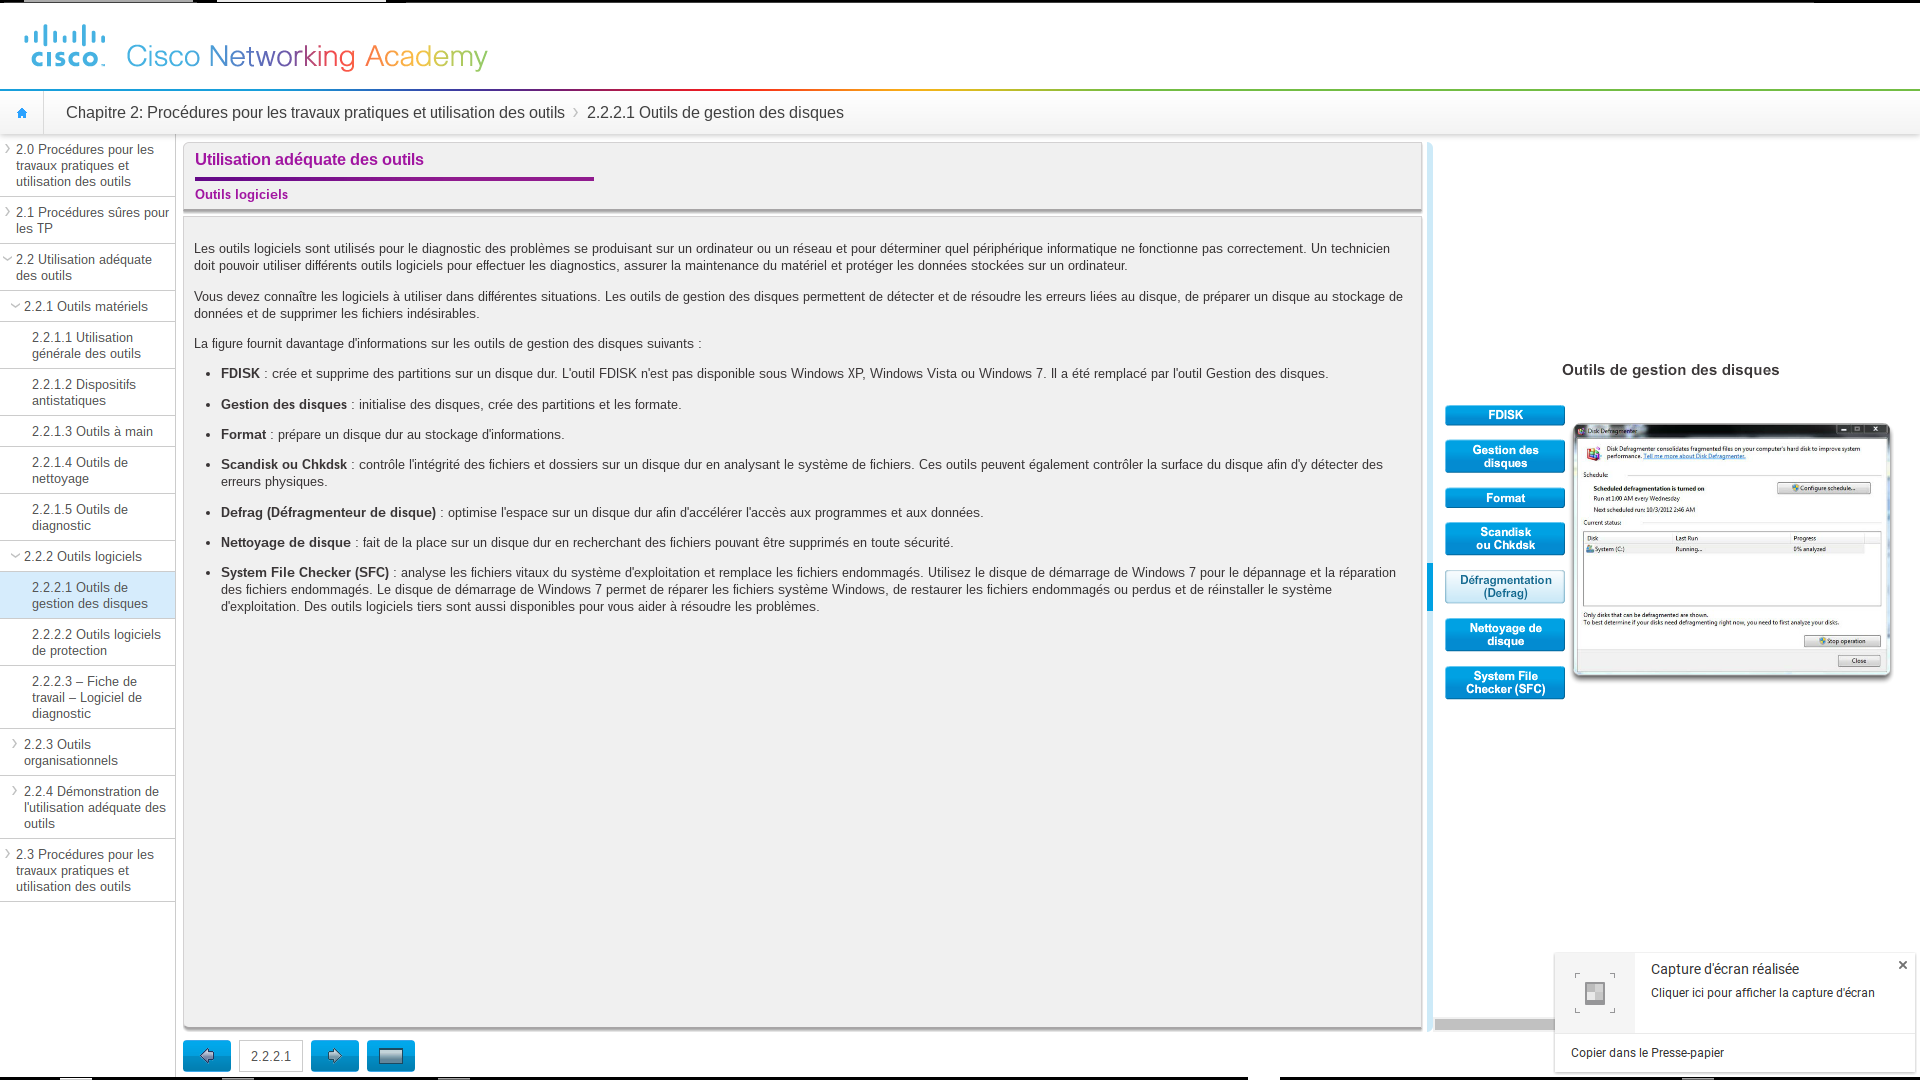 cisco
Cisco Networking Academy
Chapitre 2: Procédures pour les travaux pratiques et utilisation des outils
2.2.2.1 Outils de gestion des disques
2.0 Procédures pour les
travaux pratiques et
utilisation des outils
2.1 Procédures sûres pour
les TP
2.2 Utilisation adéquate
des outils
2.2.1 Outils matériels
2.2.1.1 Utilisation
générale des outils
2.2.1.2 Dispositifs
antistatiques
2.2.1.3 Outils à main
2.2.1.4 Outils de
nettoyage
2.2.1.5 Outils de
diagnostic
2.2.2 Outils logiciels
2.2.2.1 Outils de
gestion des disques
2.2.2.2 Outils logiciels
de protection
2.2.2.3 – Fiche de
travail – Logiciel de
diagnostic
2.2.3 Outils
organisationnels
2.2.4 Démonstration de
l'utilisation adéquate des
outils
2.3 Procédures pour les
travaux pratiques et
utilisation des outils
Utilisation adéquate des outils
Outils logiciels
Les outils logiciels sont utilisés pour le diagnostic des problèmes se produisant sur un ordinateur ou un réseau et pour déterminer quel périphérique informatique ne fonctionne pas correctement. Un technicien
doit pouvoir utiliser différents outils logiciels pour effectuer les diagnostics, assurer la maintenance du matériel et protéger les données stockées sur un ordinateur.
Vous devez connaître les logiciels à utiliser dans différentes situations. Les outils de gestion des disques permettent de détecter et de résoudre les erreurs liées au disque, de préparer un disque au stockage de
données et de supprimer les fichiers indésirables.
La figure fournit davantage d'informations sur les outils de gestion des disques suivants :
• FDISK : crée et supprime des partitions sur un disque dur. L'outil FDISK n'est pas disponible sous Windows XP, Windows Vista ou Windows 7. Il a été remplacé par l'outil Gestion des disques.
• Gestion des disques : initialise des disques, crée des partitions et les formate.
• Format : prépare un disque dur au stockage d'informations.
• Scandisk ou Chkdsk : contrôle l'intégrité des fichiers et dossiers sur un disque dur en analysant le système de fichiers. Ces outils peuvent également contrôler la surface du disque afin d'y détecter des
erreurs physiques.
• Defrag (Défragmenteur de disque) : optimise l'espace sur un disque dur afin d'accélérer l'accès aux programmes et aux données.
• Nettoyage de disque : fait de la place sur un disque dur en recherchant des fichiers pouvant être supprimés en toute sécurité.
• System File Checker (SFC) : analyse les fichiers vitaux du système d'exploitation et remplace les fichiers endommagés. Utilisez le disque de démarrage de Windows 7 pour le dépannage et la réparation
des fichiers endommagés. Le disque de démarrage de Windows 7 permet de réparer les fichiers système Windows, de restaurer les fichiers endommagés ou perdus et de réinstaller le système
d'exploitation. Des outils logiciels tiers sont aussi disponibles pour vous aider à résoudre les problèmes.
2.2.2.1
Outils de gestion des disques
FDISK
Gestion des
disques
Format
Scandisk
ou Chkdsk
Défragmentation
(Defrag)
Nettoyage de
disque
System File
Checker (SFC)
Disk Defragmenter
Disk Defragmenter consolidates fragmented files on your computer's hard disk to improve system
performance. Tell me more about Disk Defragmenter.
Schedule:
Scheduled defragmentation is turned on
Run at 1:00 AM every Wednesday
Next scheduled run: 10/3/2012 2:46 AM
Configure schedule...
Current status:
Disk Last Run Progress
System (C:) Running... 0% analyzed
Only disks that can be defragmented are shown.
To best determine if your disks need defragmenting right now, you need to first analyze your disks.
Stop operation
Close
Capture d'écran réalisée
Cliquer ici pour afficher la capture d'écran
Copier dans le Presse-papier